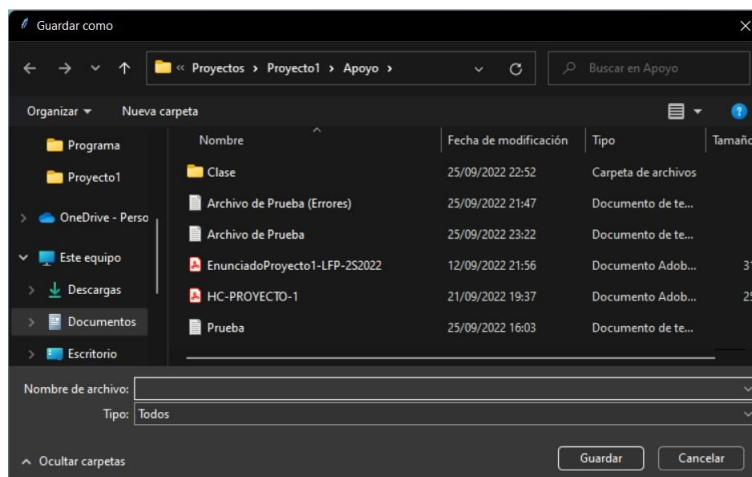 Guardar como
« Proyectos › Proyecto1 › Apoyo ›
Buscar en Apoyo
Organizar Nueva carpeta
Nombre Fecha de modificación Tipo Tamaño
Programa
Proyecto1
OneDrive - Perso
Este equipo
Descargas
Documentos
Escritorio
Clase 25/09/2022 22:52 Carpeta de archivos
Archivo de Prueba (Errores) 25/09/2022 21:47 Documento de te...
Archivo de Prueba 25/09/2022 23:22 Documento de te...
EnunciadoProyecto1-LFP-2S2022 12/09/2022 21:56 Documento Adob... 31
HC-PROYECTO-1 21/09/2022 19:37 Documento Adob... 25
Prueba 25/09/2022 16:03 Documento de te...
Nombre de archivo:
Tipo: Todos
Ocultar carpetas
Guardar Cancelar